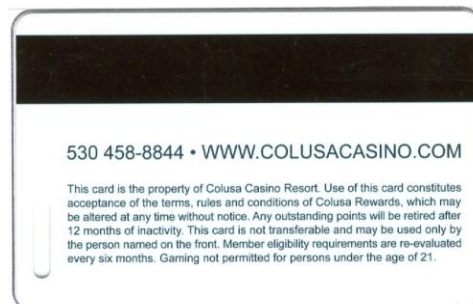 530 458-8844 • WWW.COLUSACASINO.COM
This card is the property of Colusa Casino Resort. Use of this card constitutes
acceptance of the terms, rules and conditions of Colusa Rewards, which may
be altered at any time without notice. Any outstanding points will be retired after
12 months of inactivity. This card is not transferable and may be used only by
the person named on the front. Member eligibility requirements are re-evaluated
every six months. Gaming not permitted for persons under the age of 21.